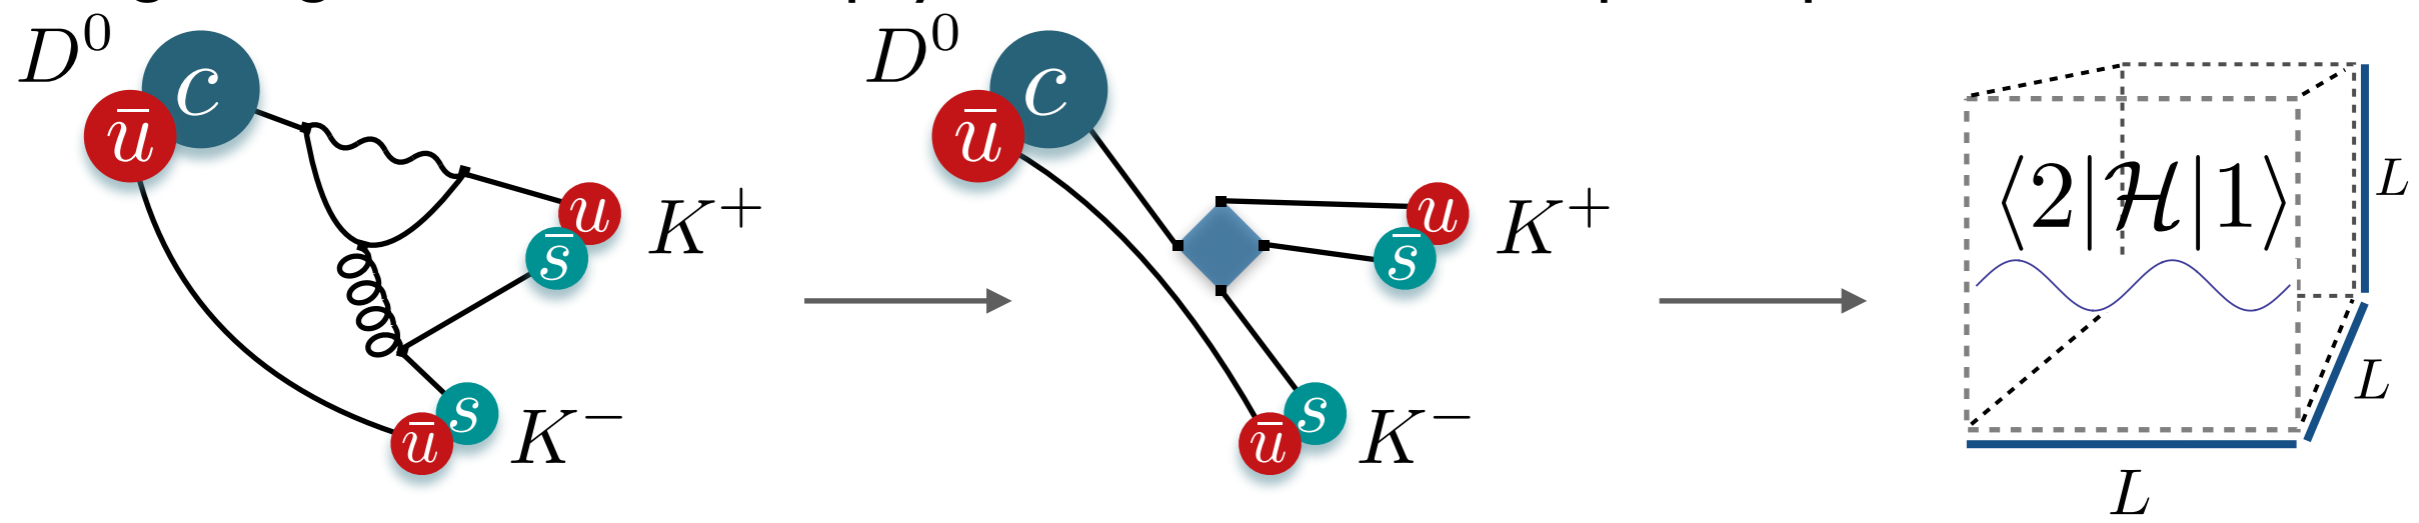 D⁰ c ū u s̄ K⁺ s ū K⁻
D⁰ c ū u s̄ K⁺ s ū K⁻
⟨2|ℋ|1⟩
L
L
L